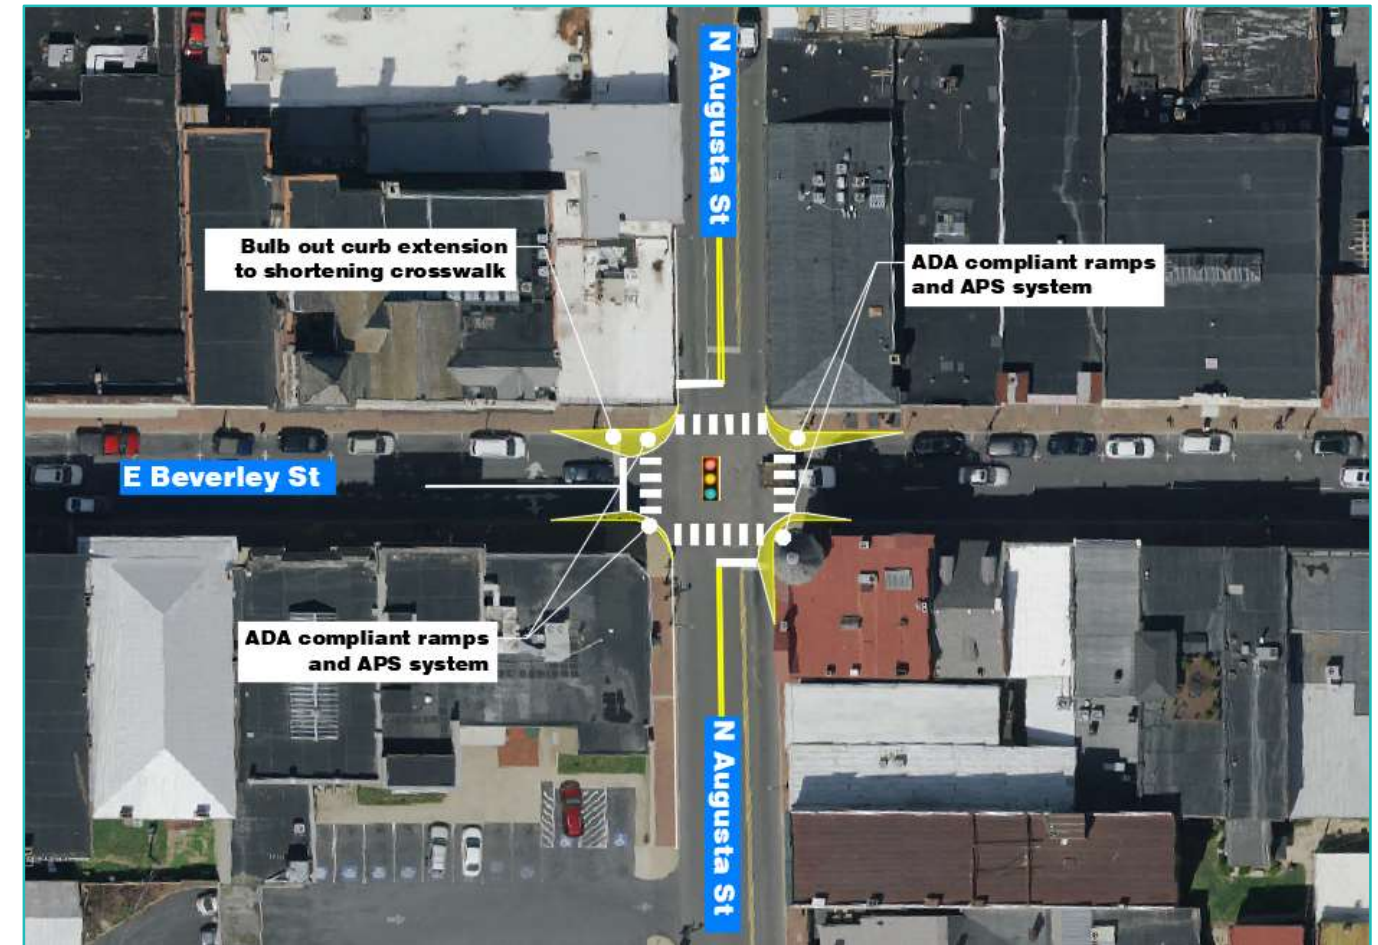 N Augusta St
Bulb out curb extension
to shortening crosswalk
ADA compliant ramps
and APS system
E Beverley St
ADA compliant ramps
and APS system
N Augusta St